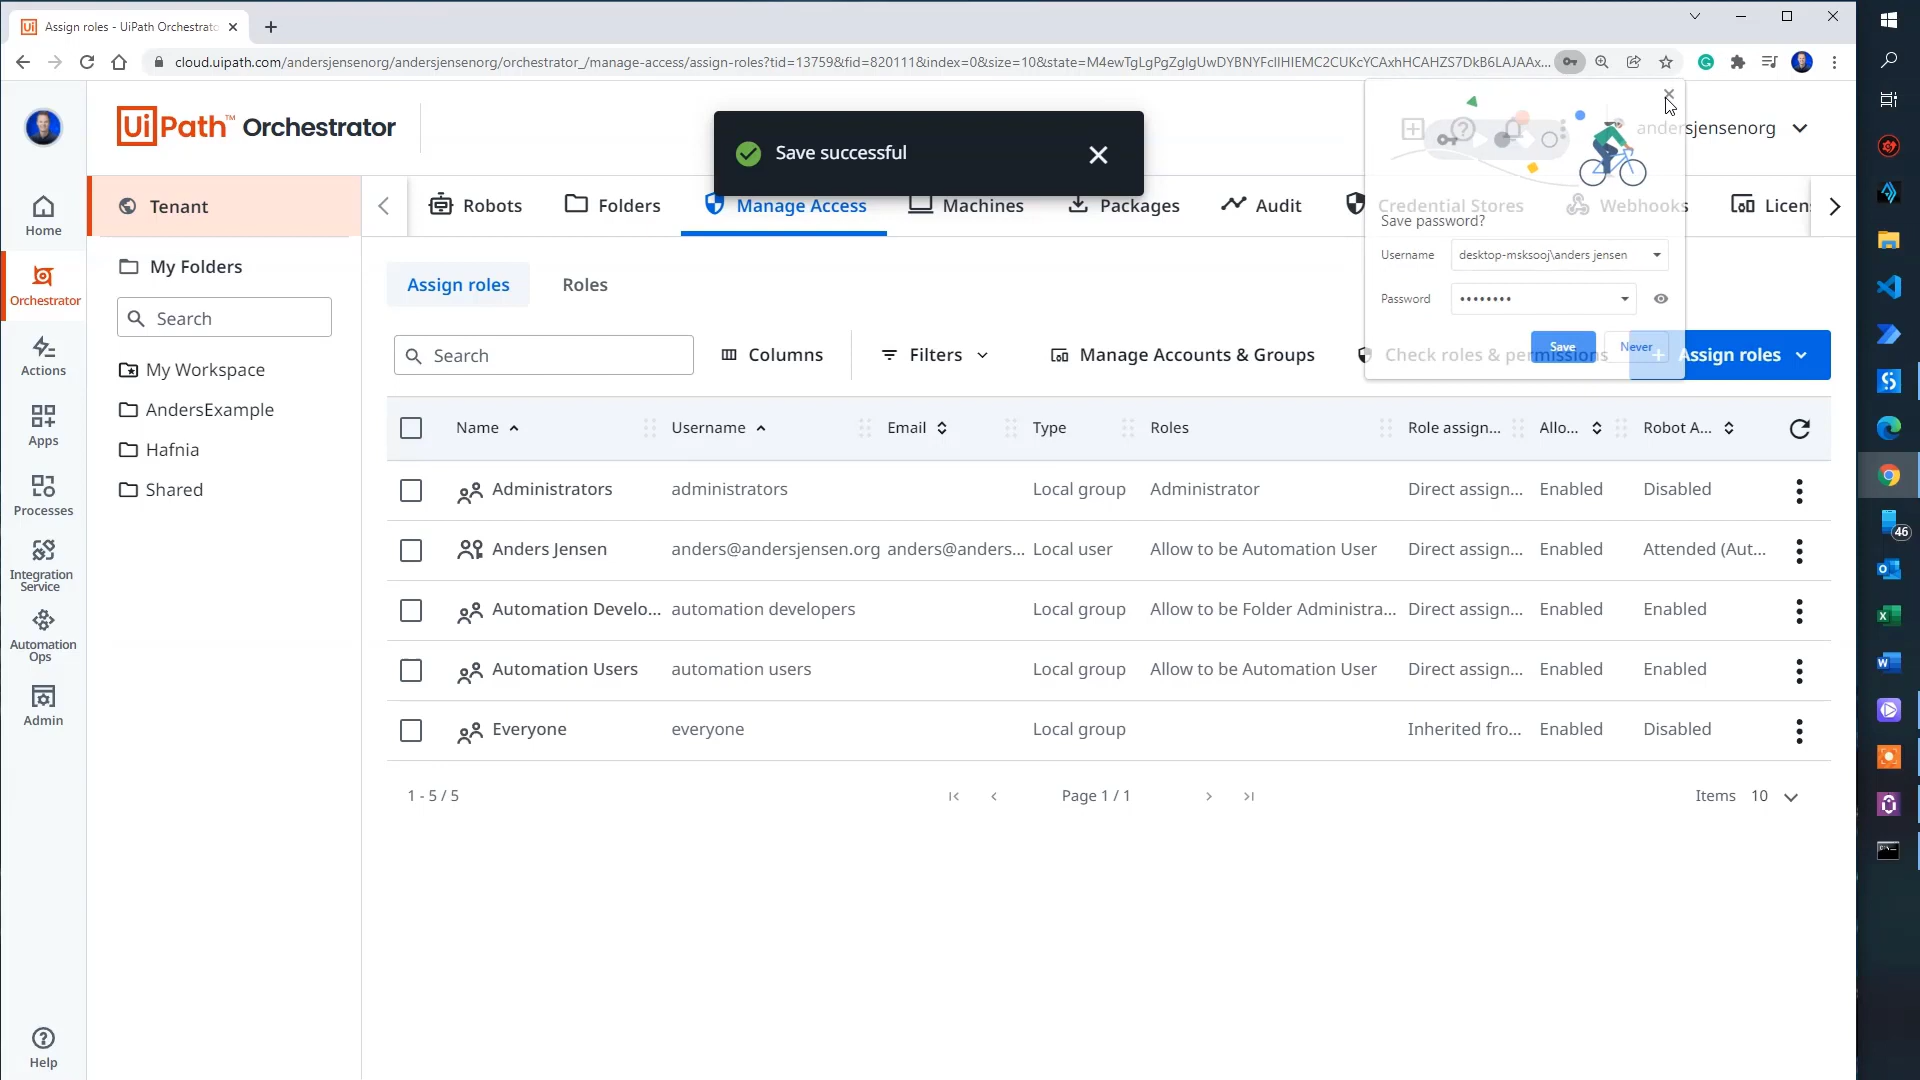 Assign roles - UiPath Orchestrato
cloud.uipath.com/andersjensenorg/andersjensenorg/orchestrator_/manage-access/assign-roles?tid=13759&fid=820111&index=0&size=10&state=
UiPath™ Orchestrator
Save successful
andersjensenorg
Home
Orchestrator
Actions
Apps
Processes
Integration
Service
Automation
Ops
Admin
Help
Tenant
My Folders
Search
My Workspace
AndersExample
Hafnia
Shared
Robots
Folders
Manage Access
Machines
Packages
Audit
Credential Stores
Webhooks
Licen
Save password?
Username
desktop-msksooj\anders jensen
Password
••••••••
Save
Never
Assign roles
Roles
Search
Columns
Filters
Manage Accounts & Groups
Check roles & permissions
Assign roles
Name
Username
Email
Type
Roles
Role assign...
Allo...
Robot A...
Administrators administrators Local group Administrator Direct assign... Enabled Disabled
Anders Jensen anders@andersjensen.org anders@anders... Local user Allow to be Automation User Direct assign... Enabled Attended (Aut...
Automation Develo... automation developers Local group Allow to be Folder Administra... Direct assign... Enabled Enabled
Automation Users automation users Local group Allow to be Automation User Direct assign... Enabled Enabled
Everyone everyone Local group Inherited fro... Enabled Disabled
1 - 5 / 5
Page 1 / 1
Items 10
46